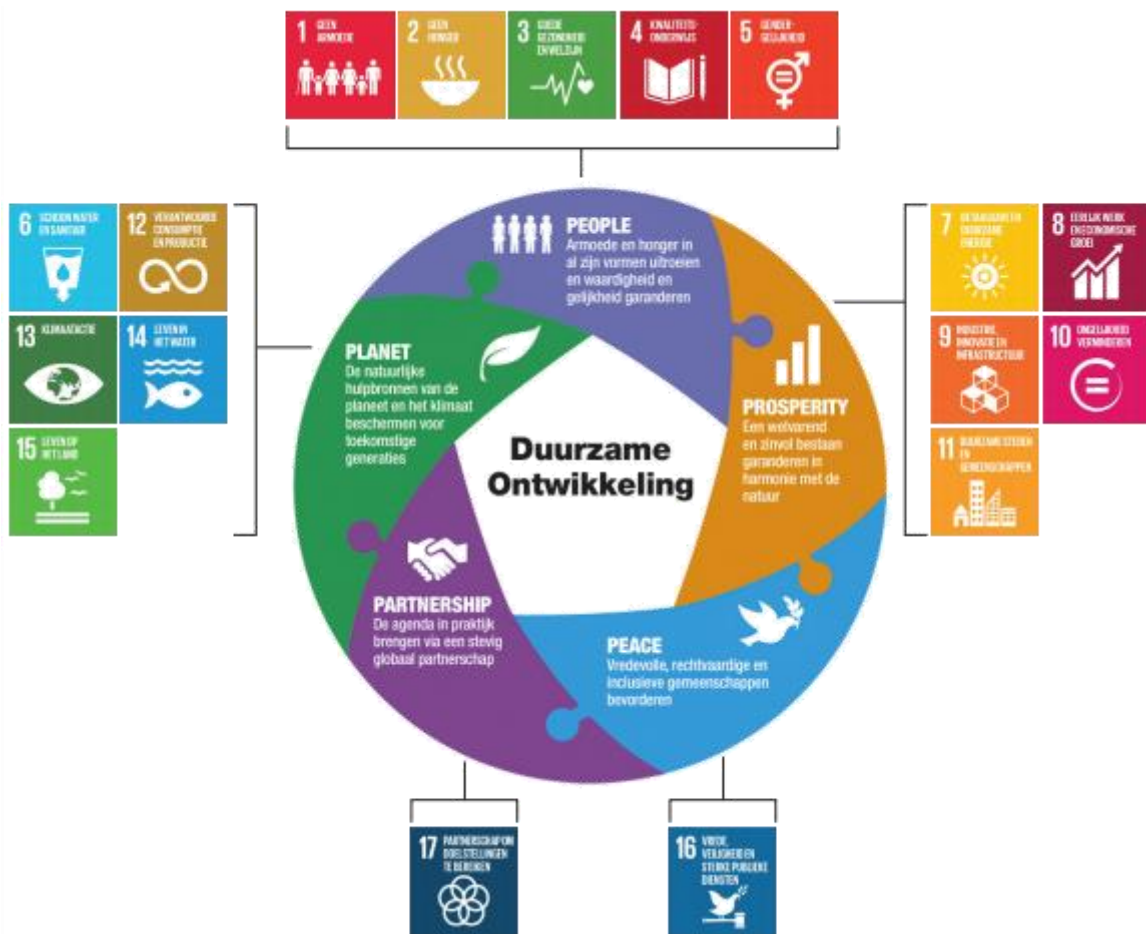 1 GEEN
ARMOEDE
2 GEEN
HONGER
3 GOEDE
GEZONDHEID
EN WELZIJN
4 KWALITEITS-
ONDERWIJS
5 GENDER-
GELIJKHEID
6 SCHOON WATER
EN SANITAIR
12 VERANTWOORDE
CONSUMPTIE
EN PRODUCTIE
13 KLIMAATACTIE
14 LEVEN IN
HET WATER
15 LEVEN OP
HET LAND
PEOPLE
Armoede en honger in
al zijn vormen uitroeien
en waardigheid en
gelijkheid garanderen
PLANET
De natuurlijke
hulpbronnen van de
planeet en het klimaat
beschermen voor
toekomstige
generaties
Duurzame
Ontwikkeling
PROSPERITY
Een welvarend
en zinvol bestaan
garanderen in
harmonie met de
natuur
PARTNERSHIP
De agenda in praktijk
brengen via een stevig
globaal partnerschap
PEACE
Vredevolle, rechtvaardige en
inclusieve gemeenschappen
bevorderen
7 BETAALBARE EN
DUURZAME
ENERGIE
8 EERLIJK WERK
EN ECONOMISCHE
GROEI
9 INDUSTRIE,
INNOVATIE EN
INFRASTRUCTUUR
10 ONGELIJKHEID
VERMINDEREN
11 DUURZAME STEDEN
EN
GEMEENSCHAPPEN
17 PARTNERSCHAP OM
DOELSTELLINGEN
TE BEREIKEN
16 VREDE,
VEILIGHEID EN
STERKE PUBLIEKE
DIENSTEN